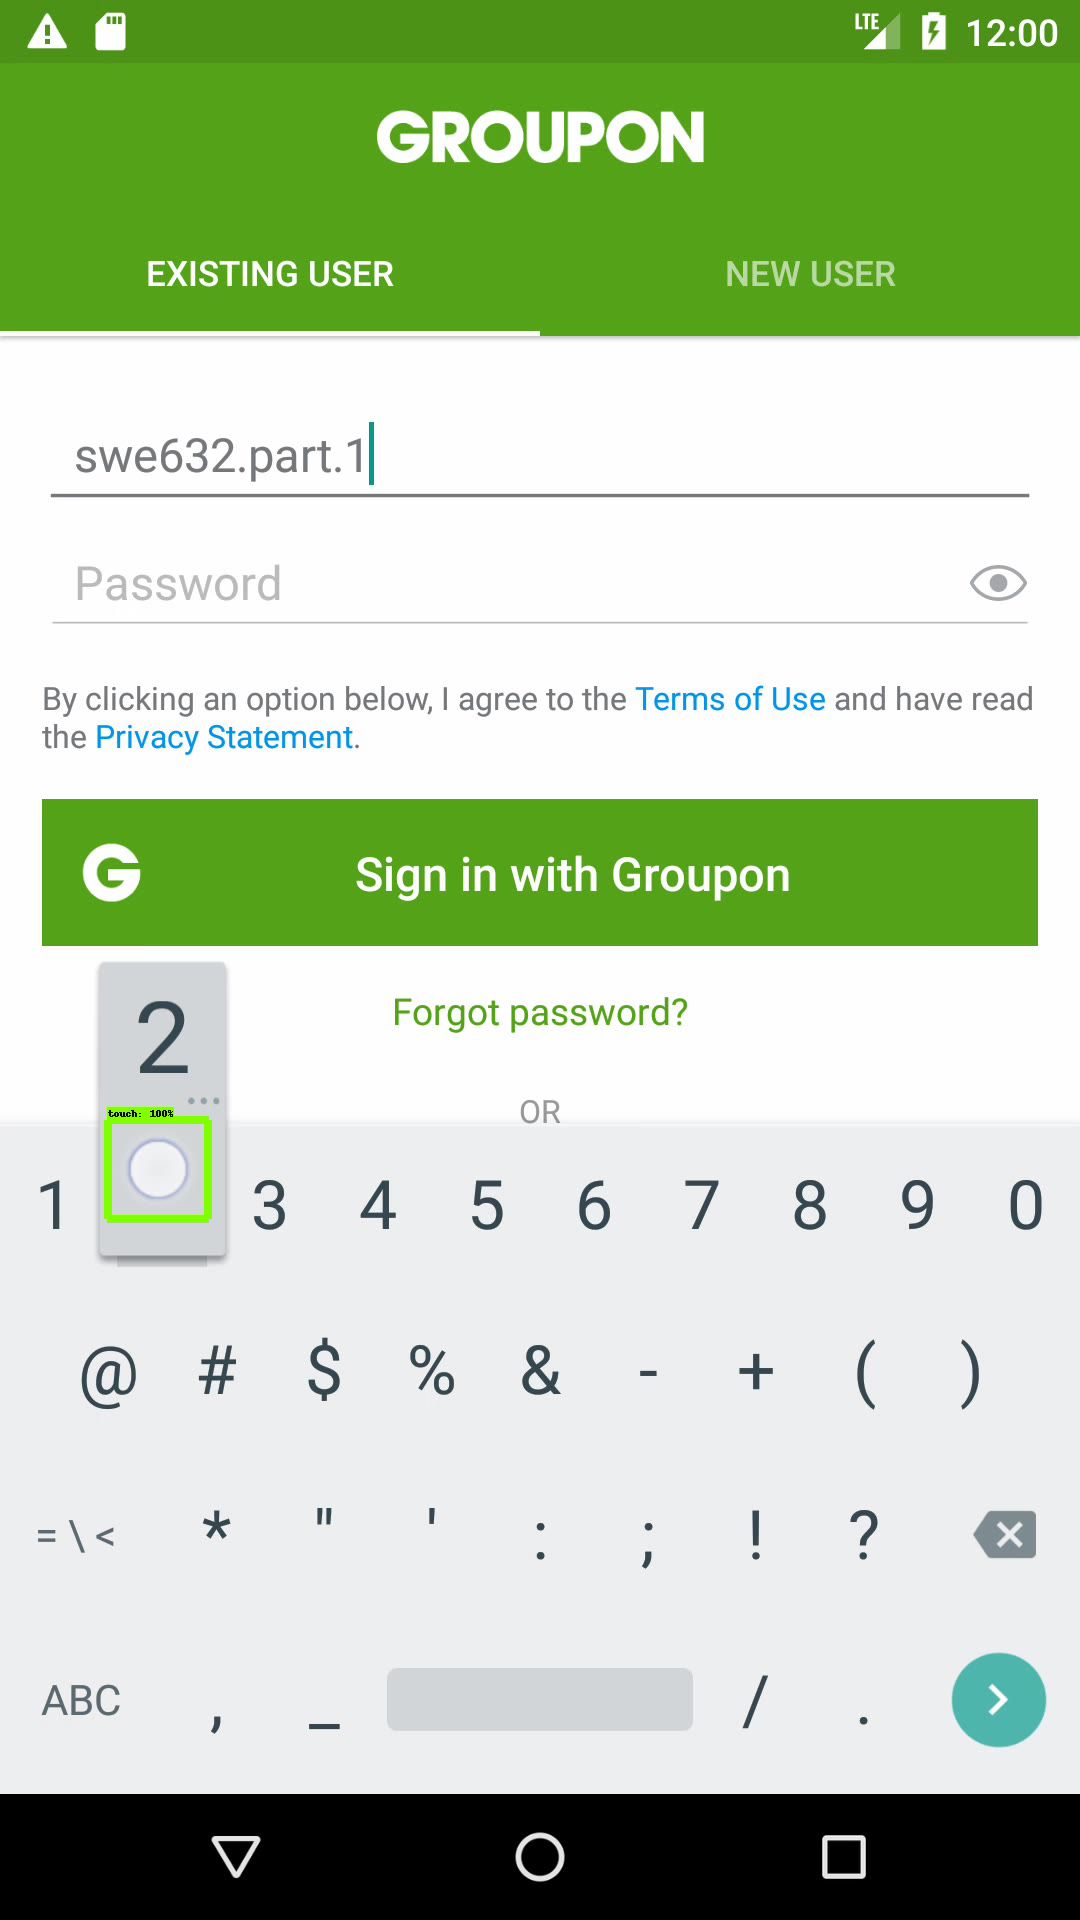 LTE 12:00
GROUPON
EXISTING USER NEW USER
swe632.part.1
Password
By clicking an option below, I agree to the Terms of Use and have read
the Privacy Statement.
G Sign in with Groupon
2
Forgot password?
touch: 100%
OR
1 3 4 5 6 7 8 9 0
@ # $ % & - + ( )
= \ < * " ' : ; ! ?
ABC , _ / .